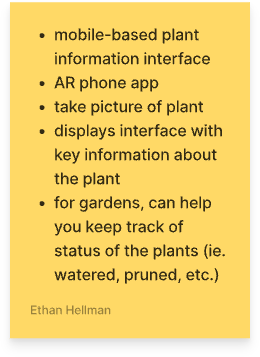 • mobile-based plant
information interface
• AR phone app
• take picture of plant
• displays interface with
key information about
the plant
• for gardens, can help
you keep track of
status of the plants (ie.
watered, pruned, etc.)
Ethan Hellman